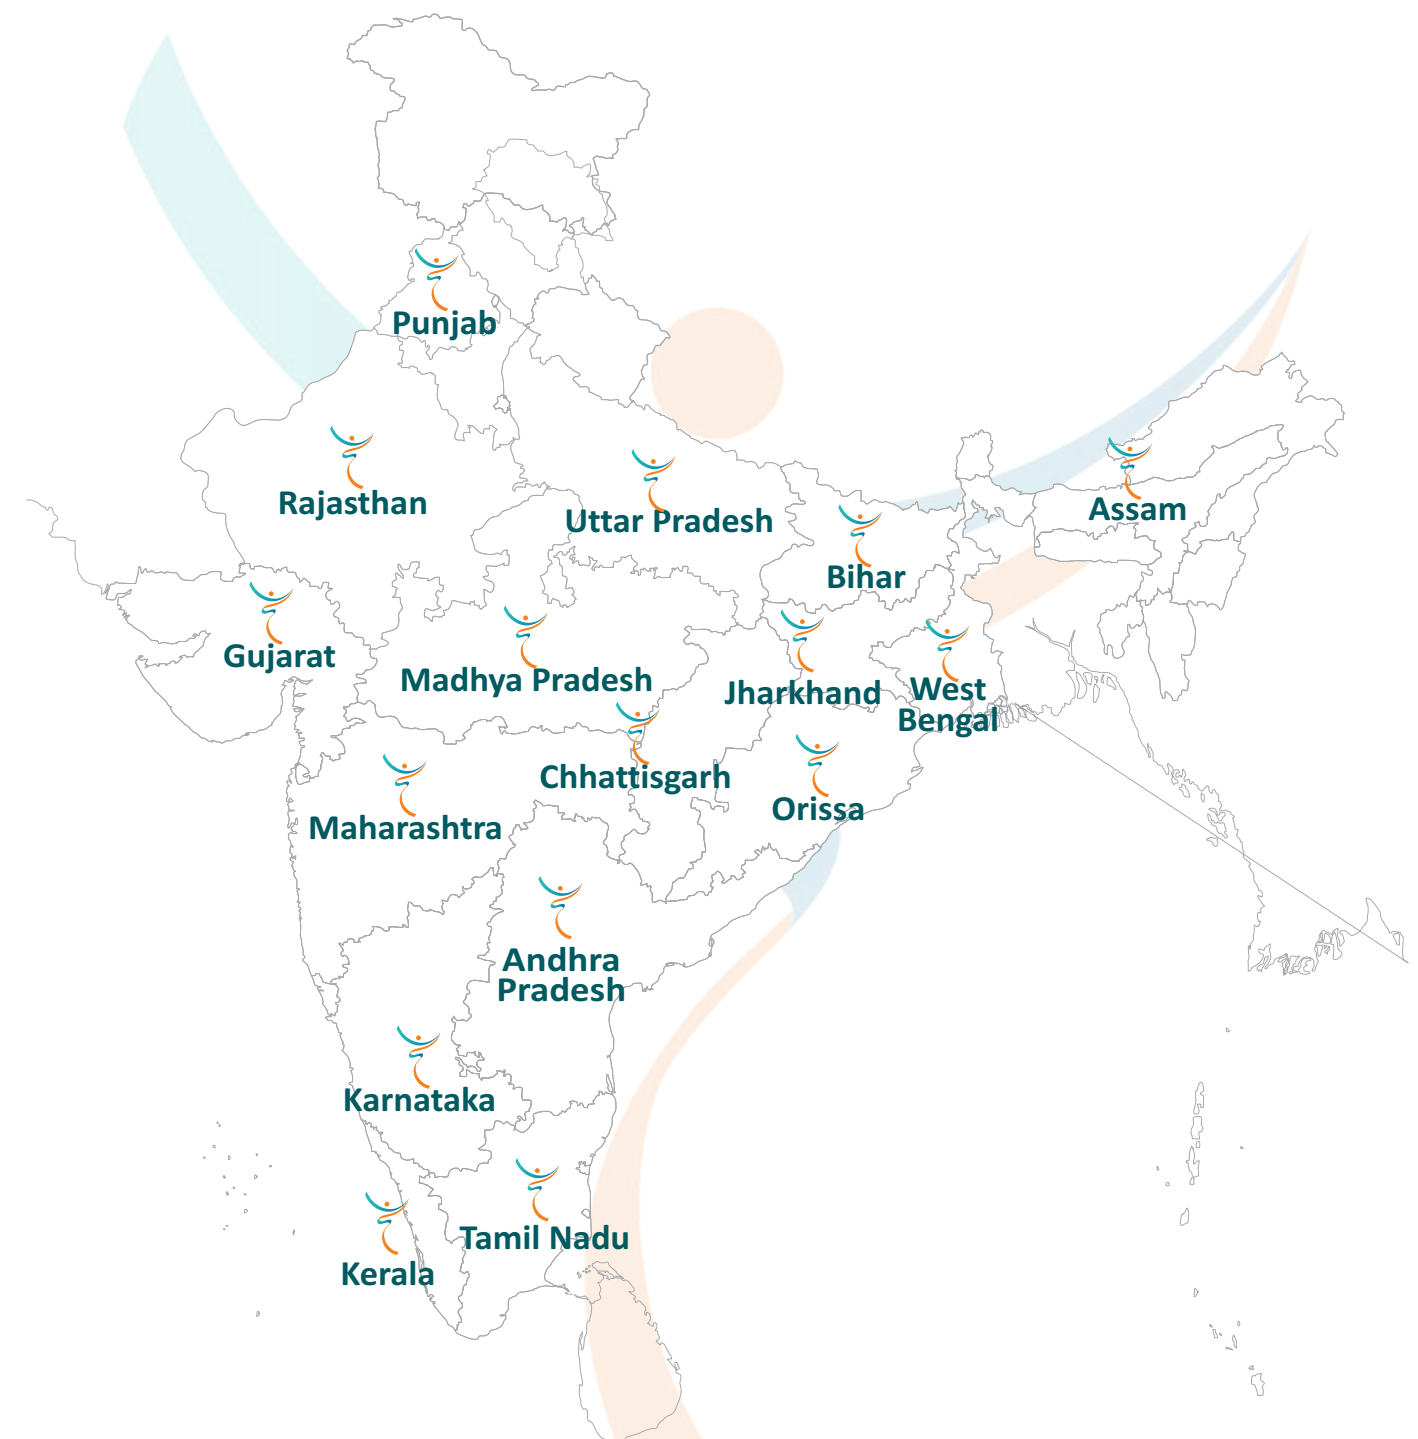 Punjab
Rajasthan
Uttar Pradesh
Assam
Bihar
Gujarat
Madhya Pradesh
Jharkhand
West
Bengal
Chhattisgarh
Orissa
Maharashtra
Andhra
Pradesh
Karnataka
Tamil Nadu
Kerala